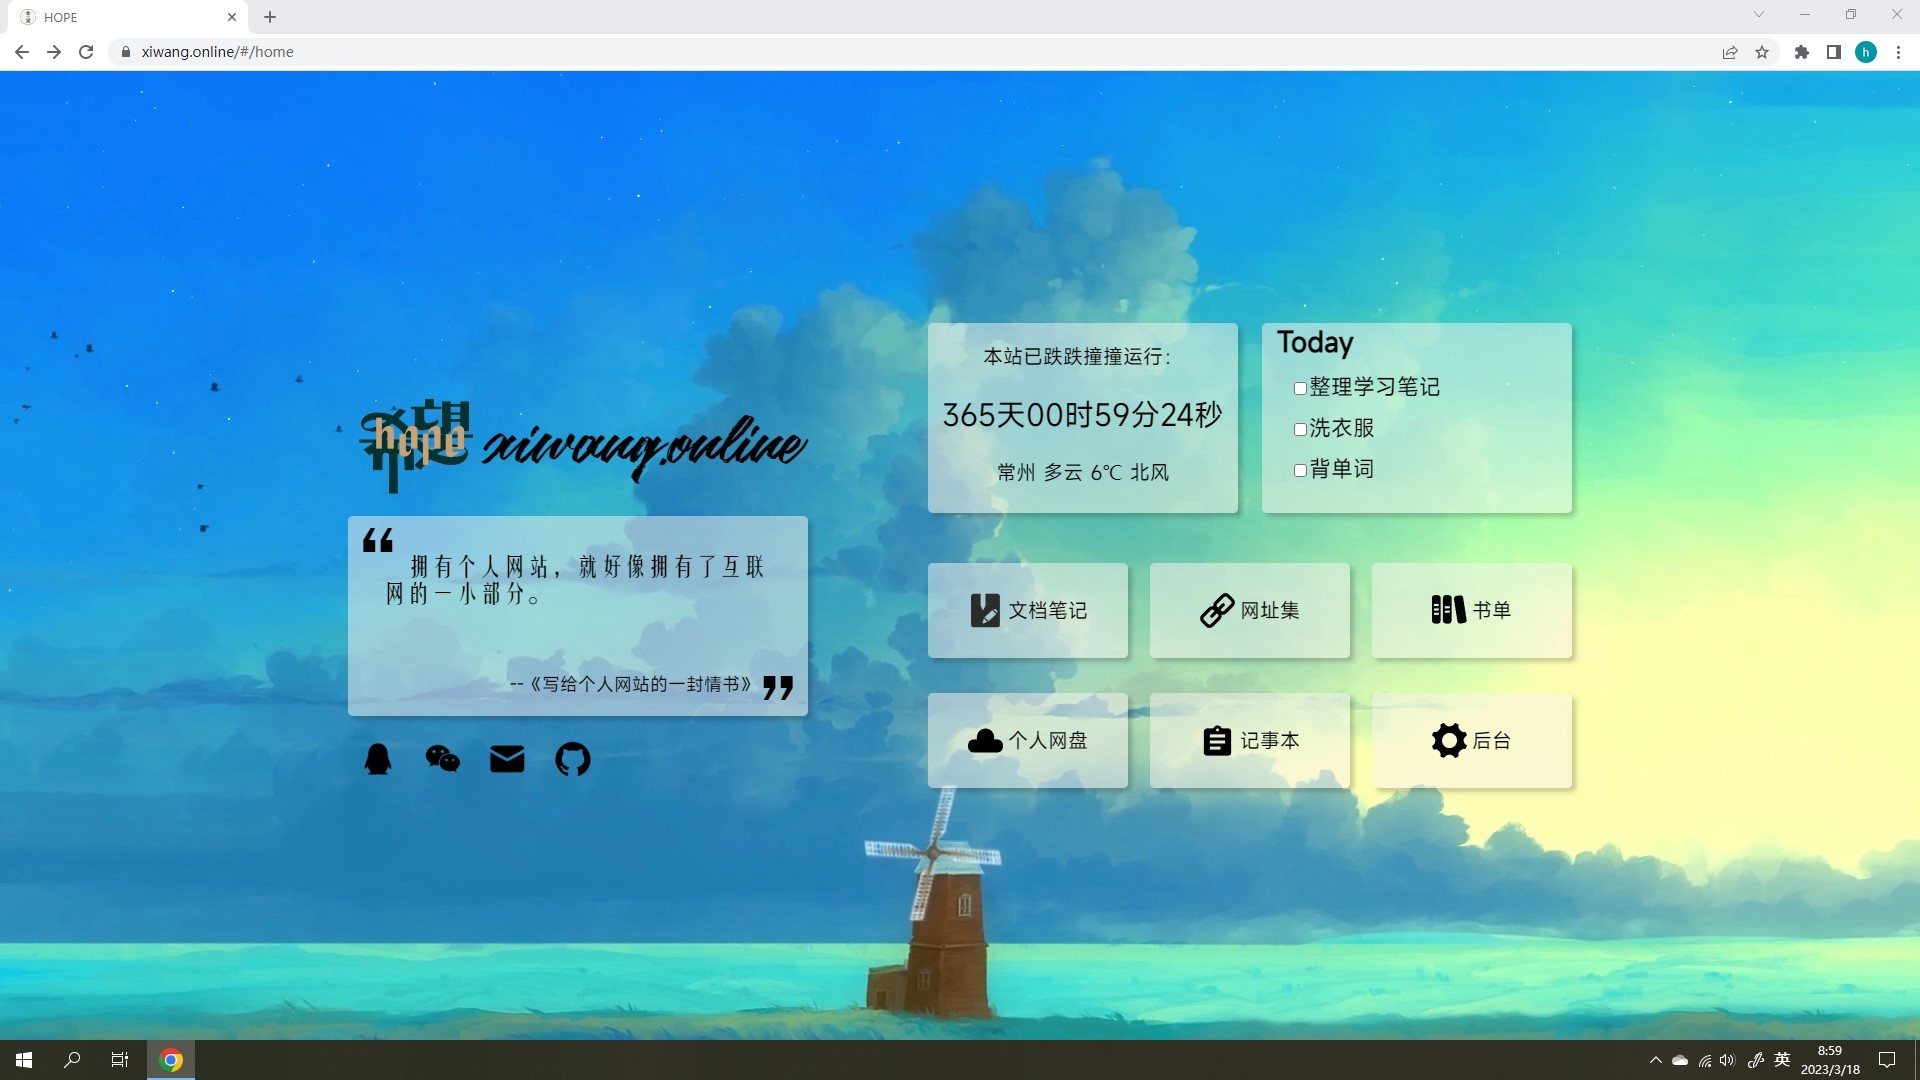 HOPE
xiwang.online/#/home
h
希望
hope
xiwang.online
本站已跌跌撞撞运行：
365天00时59分24秒
常州 多云 6℃ 北风
Today
整理学习笔记
洗衣服
背单词
“
拥有个人网站，就好像拥有了互联
网的一小部分。
--《写给个人网站的一封情书》
”
文档笔记
网址集
书单
个人网盘
记事本
后台
英
8:59
2023/3/18